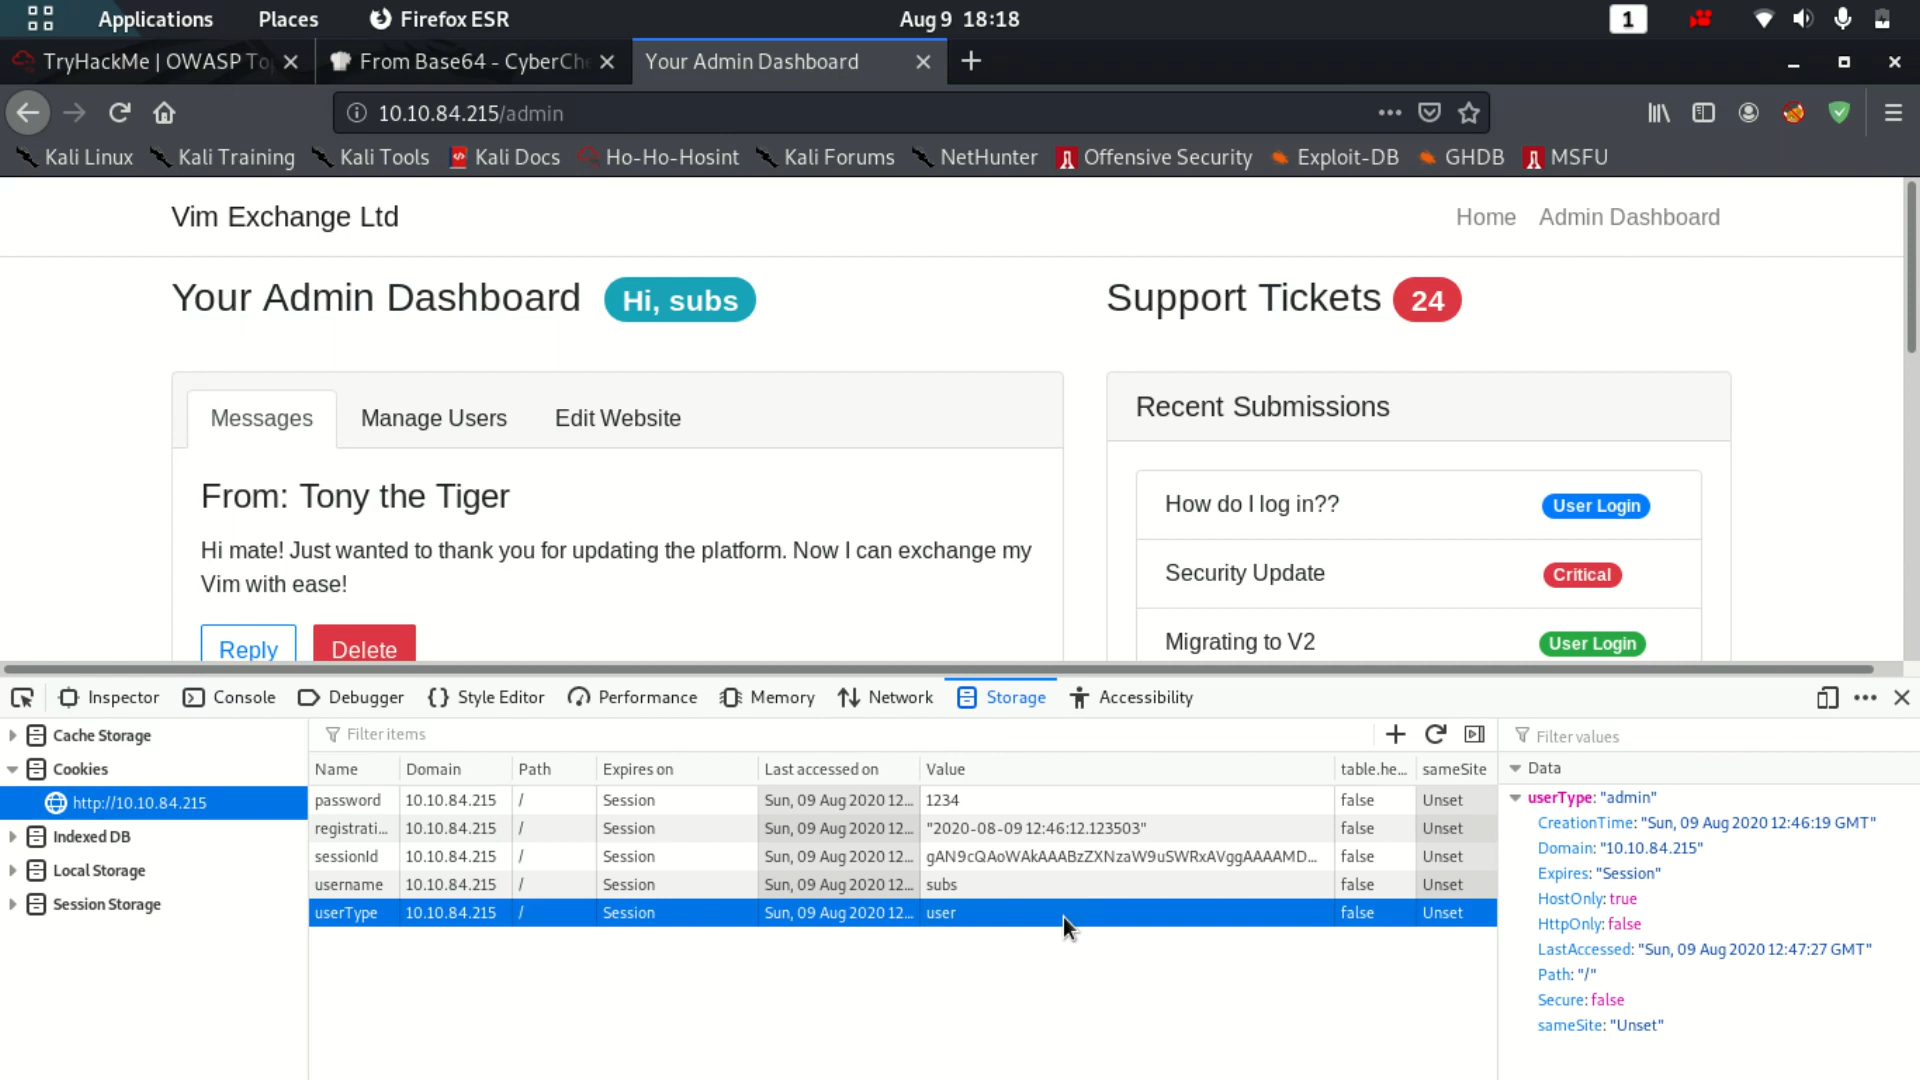 Applications Places Firefox ESR Aug 9 18:18 1
TryHackMe | OWASP To From Base64 - CyberChe Your Admin Dashboard
10.10.84.215/admin
Kali Linux Kali Training Kali Tools Kali Docs Ho-Ho-Hosint Kali Forums NetHunter Offensive Security Exploit-DB GHDB MSFU
Vim Exchange Ltd Home Admin Dashboard
Your Admin Dashboard Hi, subs Support Tickets 24
Messages Manage Users Edit Website
From: Tony the Tiger
Hi mate! Just wanted to thank you for updating the platform. Now I can exchange my
Vim with ease!
Reply Delete
Recent Submissions
How do I log in?? User Login
Security Update Critical
Migrating to V2 User Login
Inspector Console Debugger Style Editor Performance Memory Network Storage Accessibility
Cache Storage
Cookies
http://10.10.84.215
Indexed DB
Local Storage
Session Storage
Filter items
Name Domain Path Expires on Last accessed on Value table.he... sameSite
password 10.10.84.215 / Session Sun, 09 Aug 2020 12... 1234 false Unset
registrati... 10.10.84.215 / Session Sun, 09 Aug 2020 12... "2020-08-09 12:46:12.123503" false Unset
sessionId 10.10.84.215 / Session Sun, 09 Aug 2020 12... gAN9cQAoWAkAAABzZXNzaW9uSWRxAVggAAAAMD... false Unset
username 10.10.84.215 / Session Sun, 09 Aug 2020 12... subs false Unset
userType 10.10.84.215 / Session Sun, 09 Aug 2020 12... user false Unset
Filter values
Data
userType: "admin"
CreationTime: "Sun, 09 Aug 2020 12:46:19 GMT"
Domain: "10.10.84.215"
Expires: "Session"
HostOnly: true
HttpOnly: false
LastAccessed: "Sun, 09 Aug 2020 12:47:27 GMT"
Path: "/"
Secure: false
sameSite: "Unset"